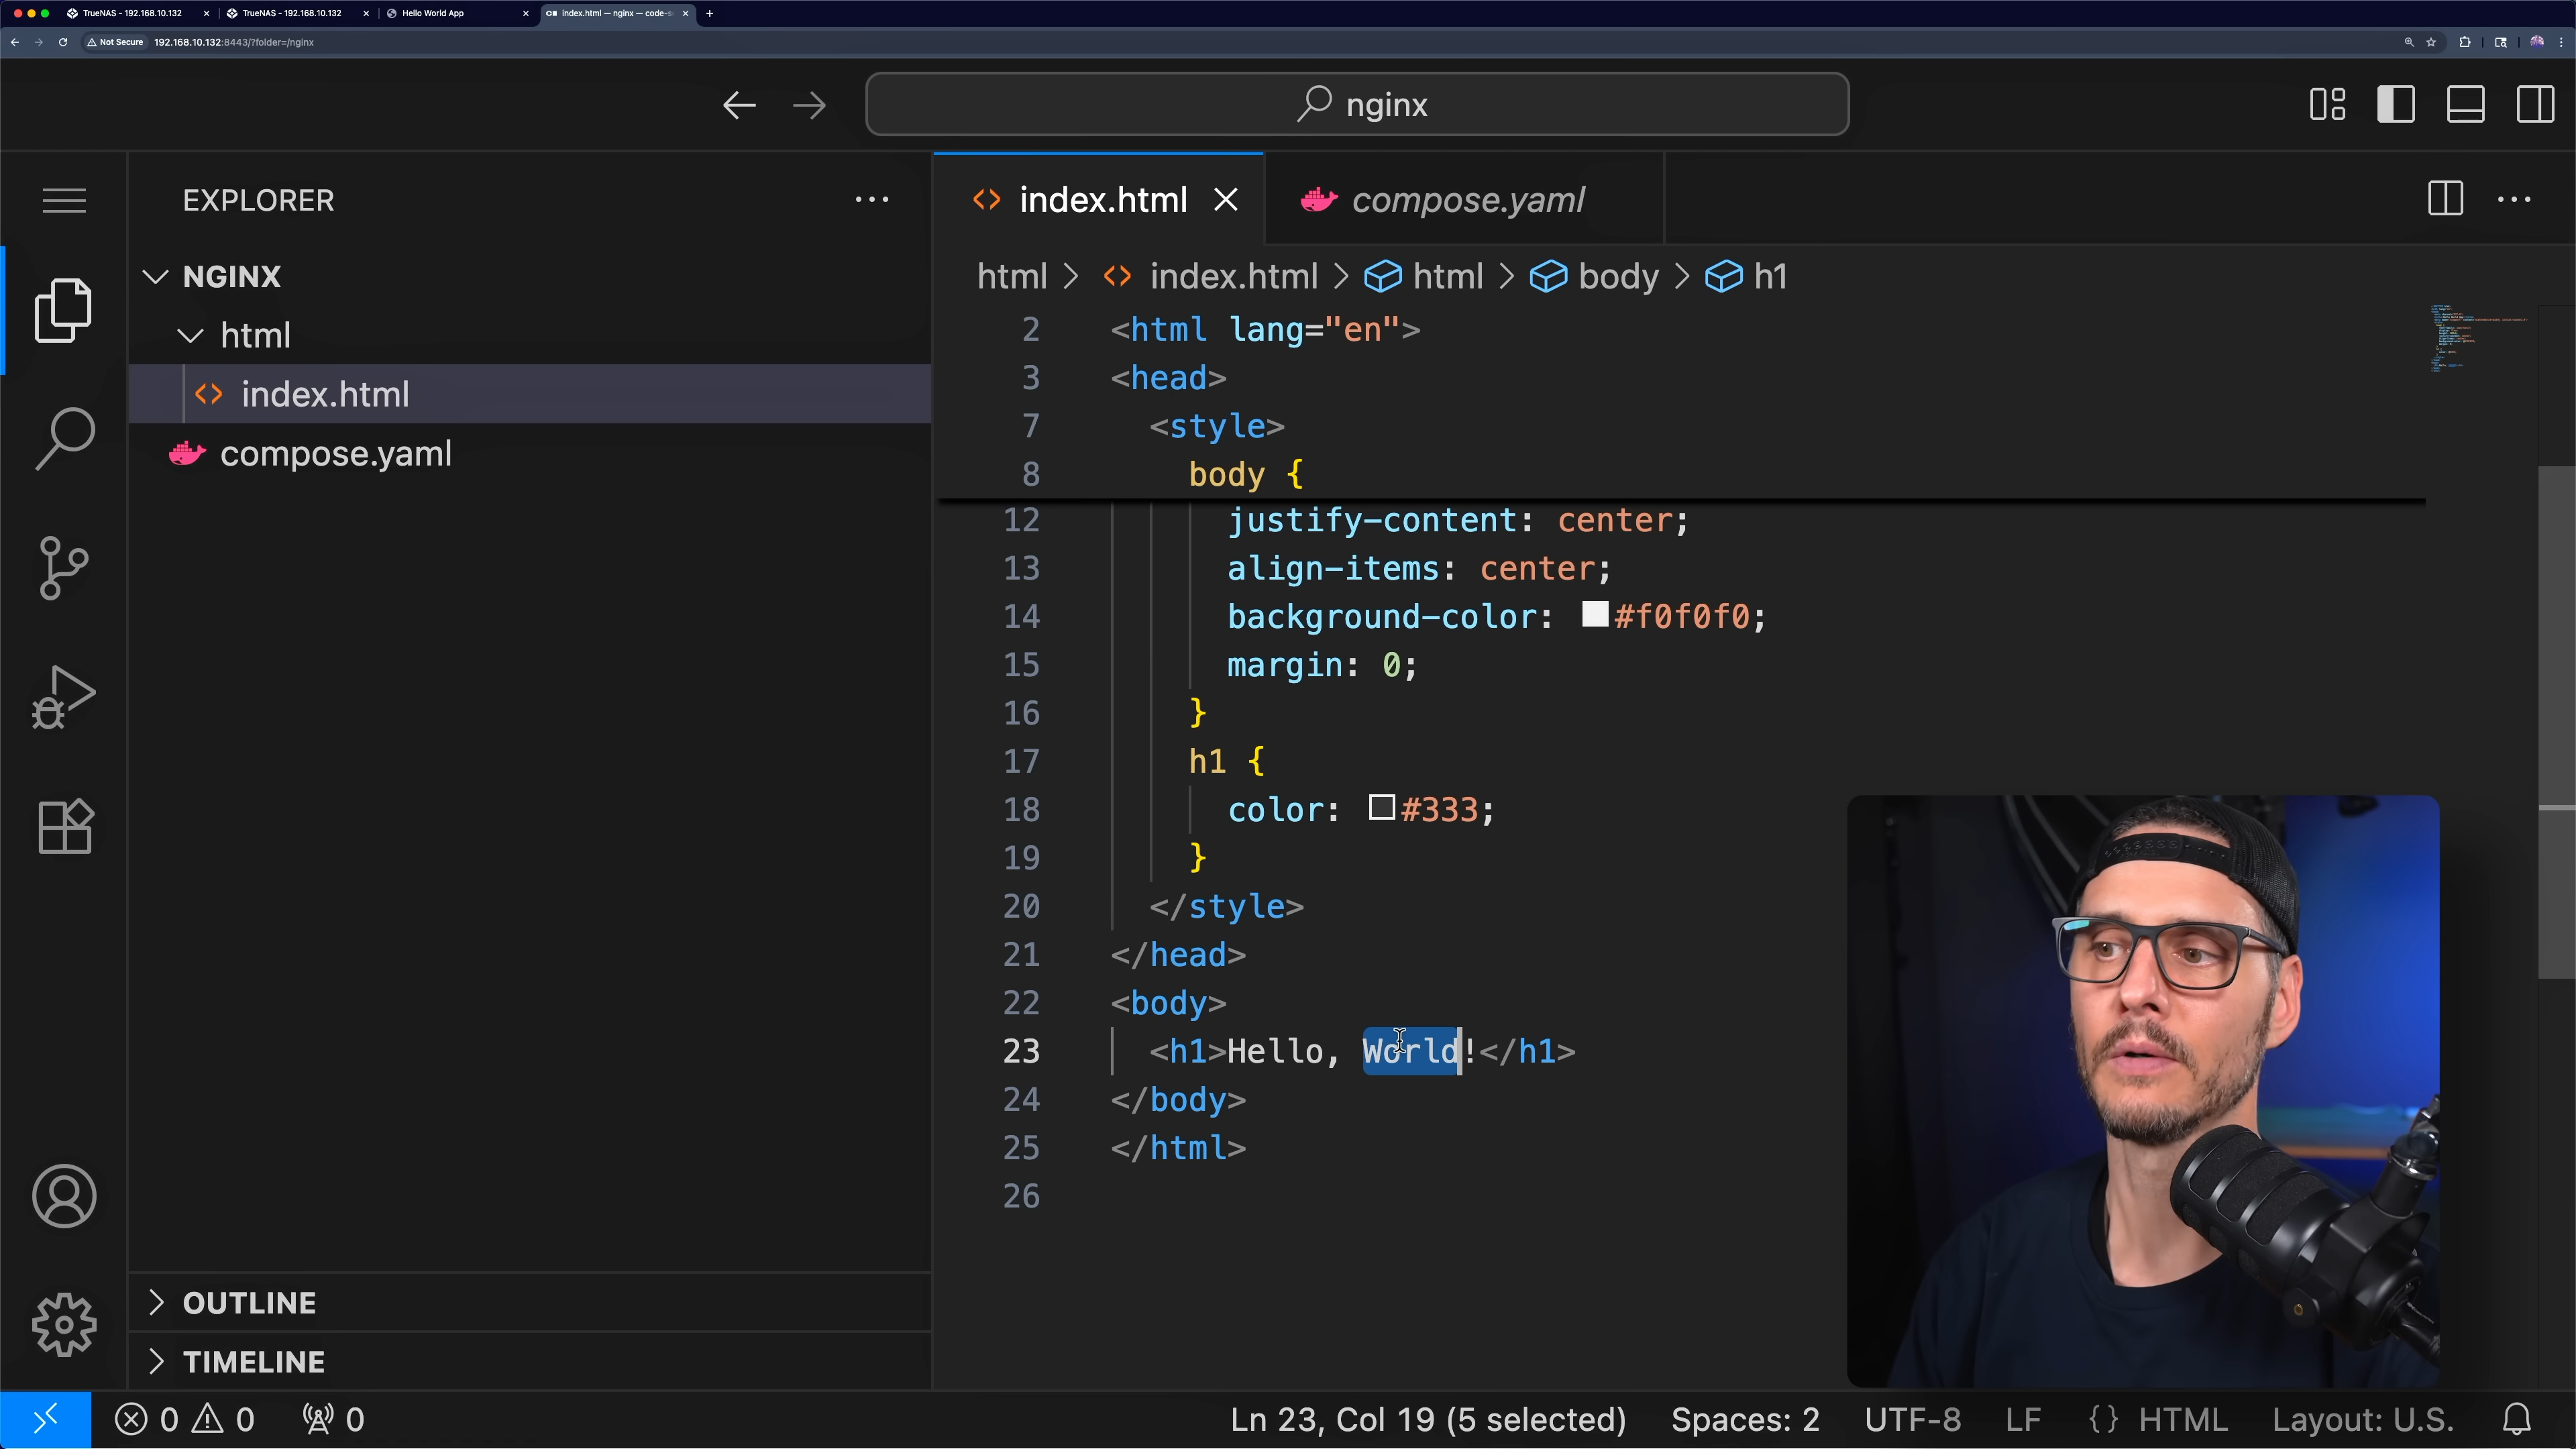 TrueNAS - 192.168.10.132
TrueNAS - 192.168.10.132
Hello World App
index.html — nginx — code-s
Not Secure 192.168.10.132:8443/?folder=/nginx
nginx
EXPLORER
NGINX
html
index.html
compose.yaml
OUTLINE
TIMELINE
index.html
compose.yaml
html > index.html > html > body > h1
2 <html lang="en">
3 <head>
7 <style>
8 body {
12 justify-content: center;
13 align-items: center;
14 background-color: #f0f0f0;
15 margin: 0;
16 }
17 h1 {
18 color: #333;
19 }
20 </style>
21 </head>
22 <body>
23 <h1>Hello, World!</h1>
24 </body>
25 </html>
26
0 0 0
Ln 23, Col 19 (5 selected) Spaces: 2 UTF-8 LF {} HTML Layout: U.S.